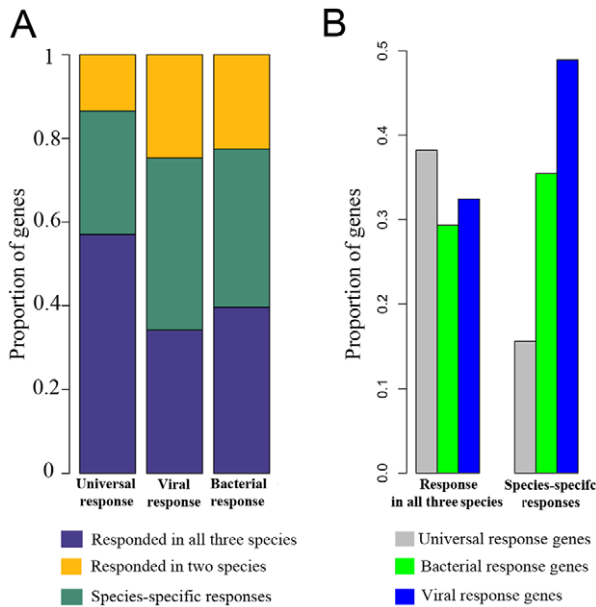 A
Proportion of genes
1
0.8
0.6
0.4
0.2
0
Universal
response
Viral
response
Bacterial
response
Responded in all three species
Responded in two species
Species-specific responses
B
Proportion of genes
0.5
0.4
0.3
0.2
0.1
0.0
Response
in all three species
Species-specifc
responses
Universal response genes
Bacterial response genes
Viral response genes